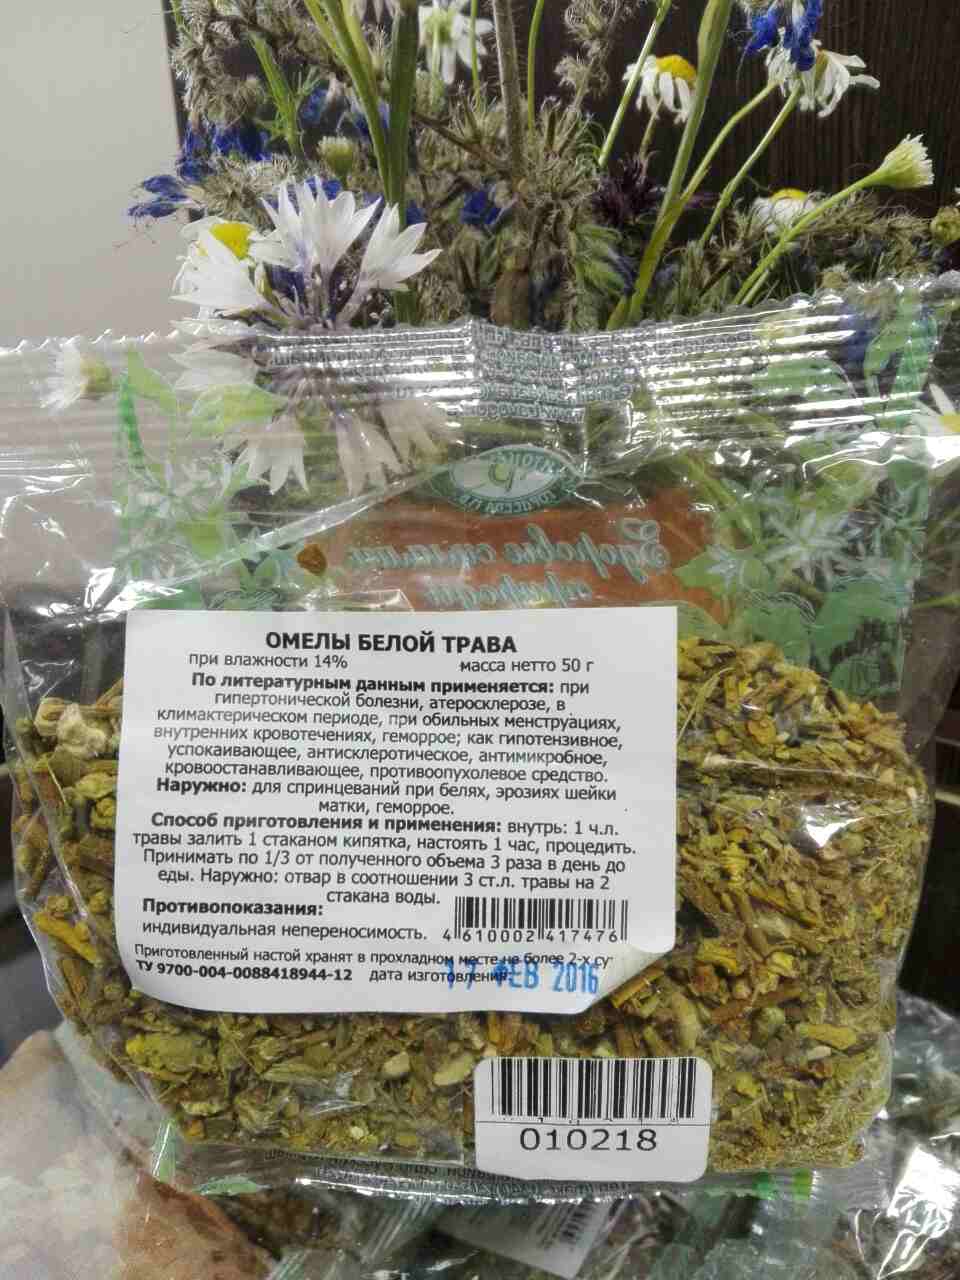 Здоровье сильных
природы
ОМЕЛЫ БЕЛОЙ ТРАВА
при влажности 14% масса нетто 50 г
По литературным данным применяется: при
гипертонической болезни, атеросклерозе, в
климактерическом периоде, при обильных менструациях,
внутренних кровотечениях, геморрое; как гипотензивное,
успокаивающее, антисклеротическое, антимикробное,
кровоостанавливающее, противоопухолевое средство.
Наружно: для спринцеваний при белях, эрозиях шейки
матки, геморрое.
Способ приготовления и применения: внутрь: 1 ч.л.
травы залить 1 стаканом кипятка, настоять 1 час, процедить.
Принимать по 1/3 от полученного объема 3 раза в день до
еды. Наружно: отвар в соотношении 3 ст.л. травы на 2
стакана воды.
Противопоказания:
индивидуальная непереносимость.
4 610002 417476
Приготовленный настой хранят в прохладном месте не более 2-х су
ТУ 9700-004-0088418944-12 дата изготовления:
17 ФЕВ 2016
010218